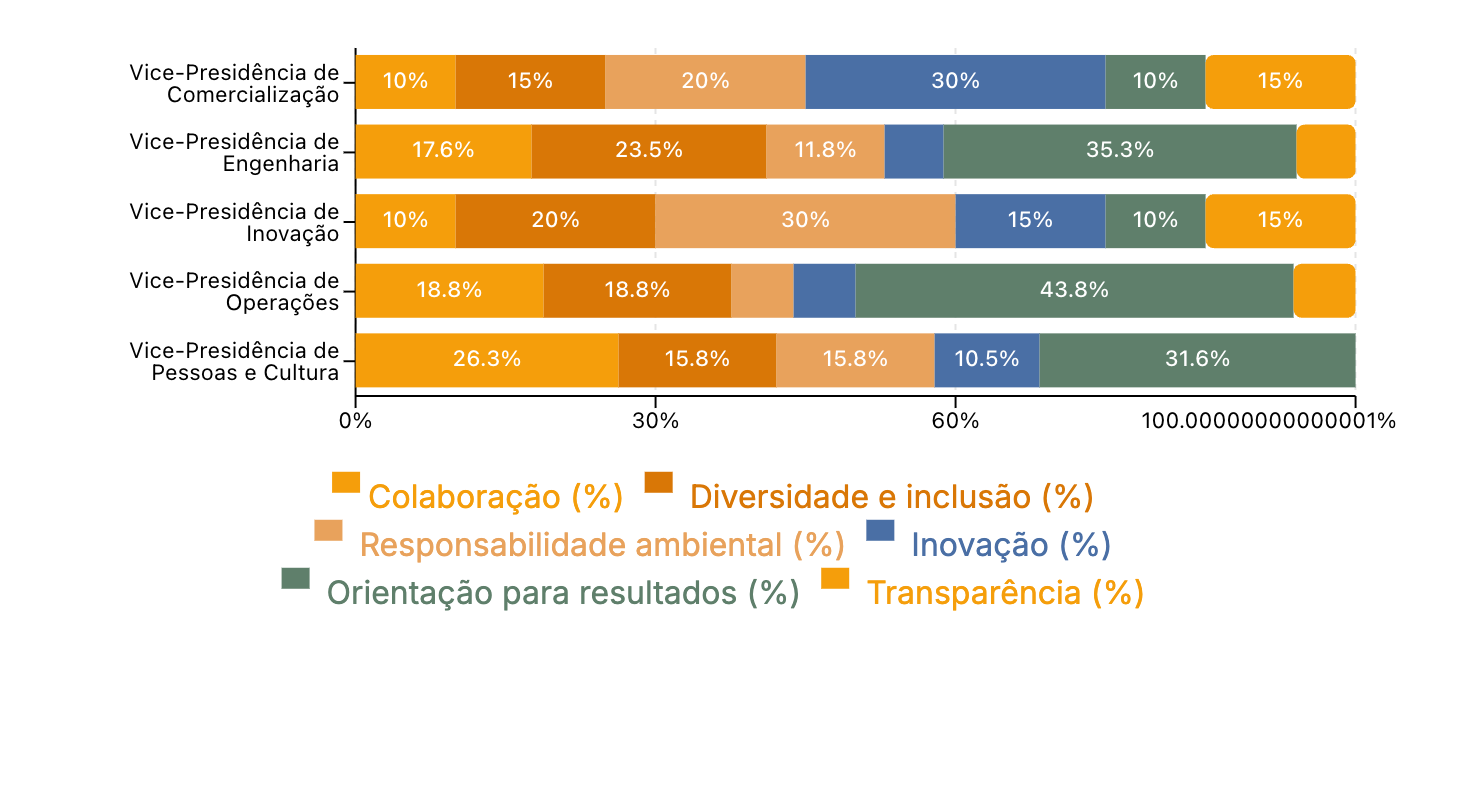 Vice-Presidência de
Comercialização
10% 15% 20% 30% 10% 15%
Vice-Presidência de
Engenharia
17.6% 23.5% 11.8% 35.3%
Vice-Presidência de
Inovação
10% 20% 30% 15% 10% 15%
Vice-Presidência de
Operações
18.8% 18.8% 43.8%
Vice-Presidência de
Pessoas e Cultura
26.3% 15.8% 15.8% 10.5% 31.6%
0% 30% 60% 100.00000000000001%
Colaboração (%) Diversidade e inclusão (%)
Responsabilidade ambiental (%) Inovação (%)
Orientação para resultados (%) Transparência (%)